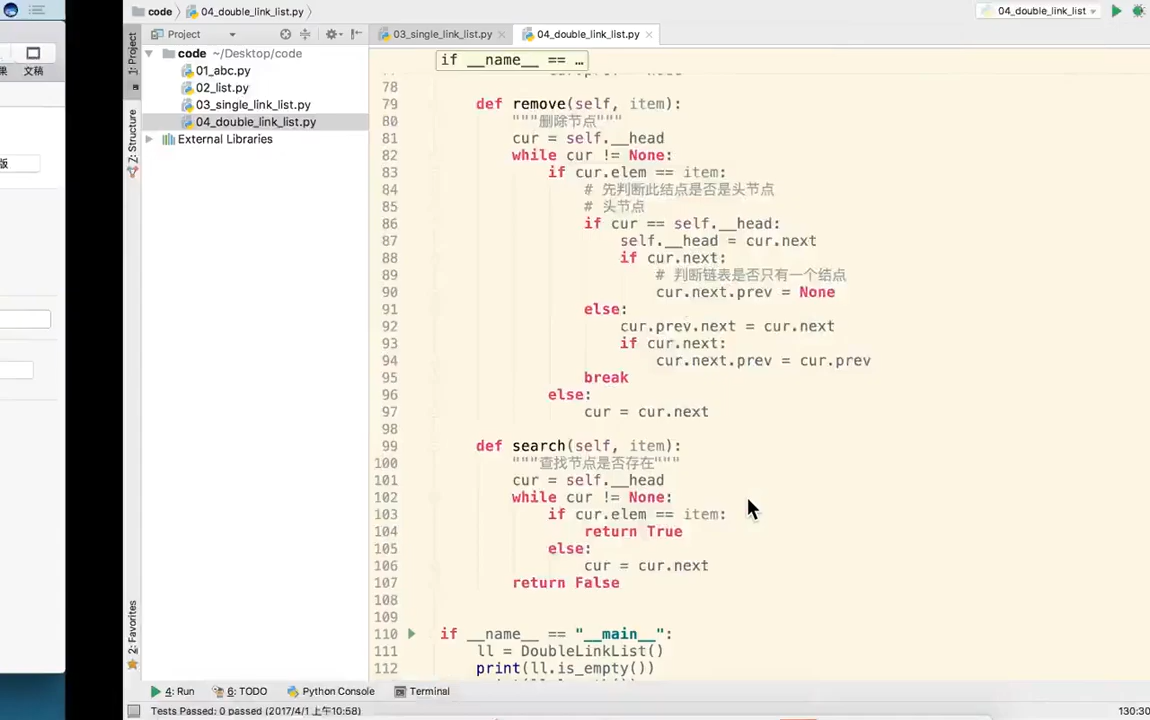 code 04_double_link_list.py
04_double_link_list
Project
03_single_link_list.py
04_double_link_list.py
1: Project
code ~/Desktop/code
01_abc.py
02_list.py
03_single_link_list.py
04_double_link_list.py
External Libraries
Z: Structure
2: Favorites
果
文稿
版
if __name__ == …
78
79 def remove(self, item):
80 """删除节点"""
81 cur = self.__head
82 while cur != None:
83 if cur.elem == item:
84 # 先判断此结点是否是头节点
85 # 头节点
86 if cur == self.__head:
87 self.__head = cur.next
88 if cur.next:
89 # 判断链表是否只有一个结点
90 cur.next.prev = None
91 else:
92 cur.prev.next = cur.next
93 if cur.next:
94 cur.next.prev = cur.prev
95 break
96 else:
97 cur = cur.next
98
99 def search(self, item):
100 """查找节点是否存在"""
101 cur = self.__head
102 while cur != None:
103 if cur.elem == item:
104 return True
105 else:
106 cur = cur.next
107 return False
108
109
110 if __name__ == "__main__":
111 ll = DoubleLinkList()
112 print(ll.is_empty())
4: Run 6: TODO Python Console Terminal
Tests Passed: 0 passed (2017/4/1 上午10:58)
130:30